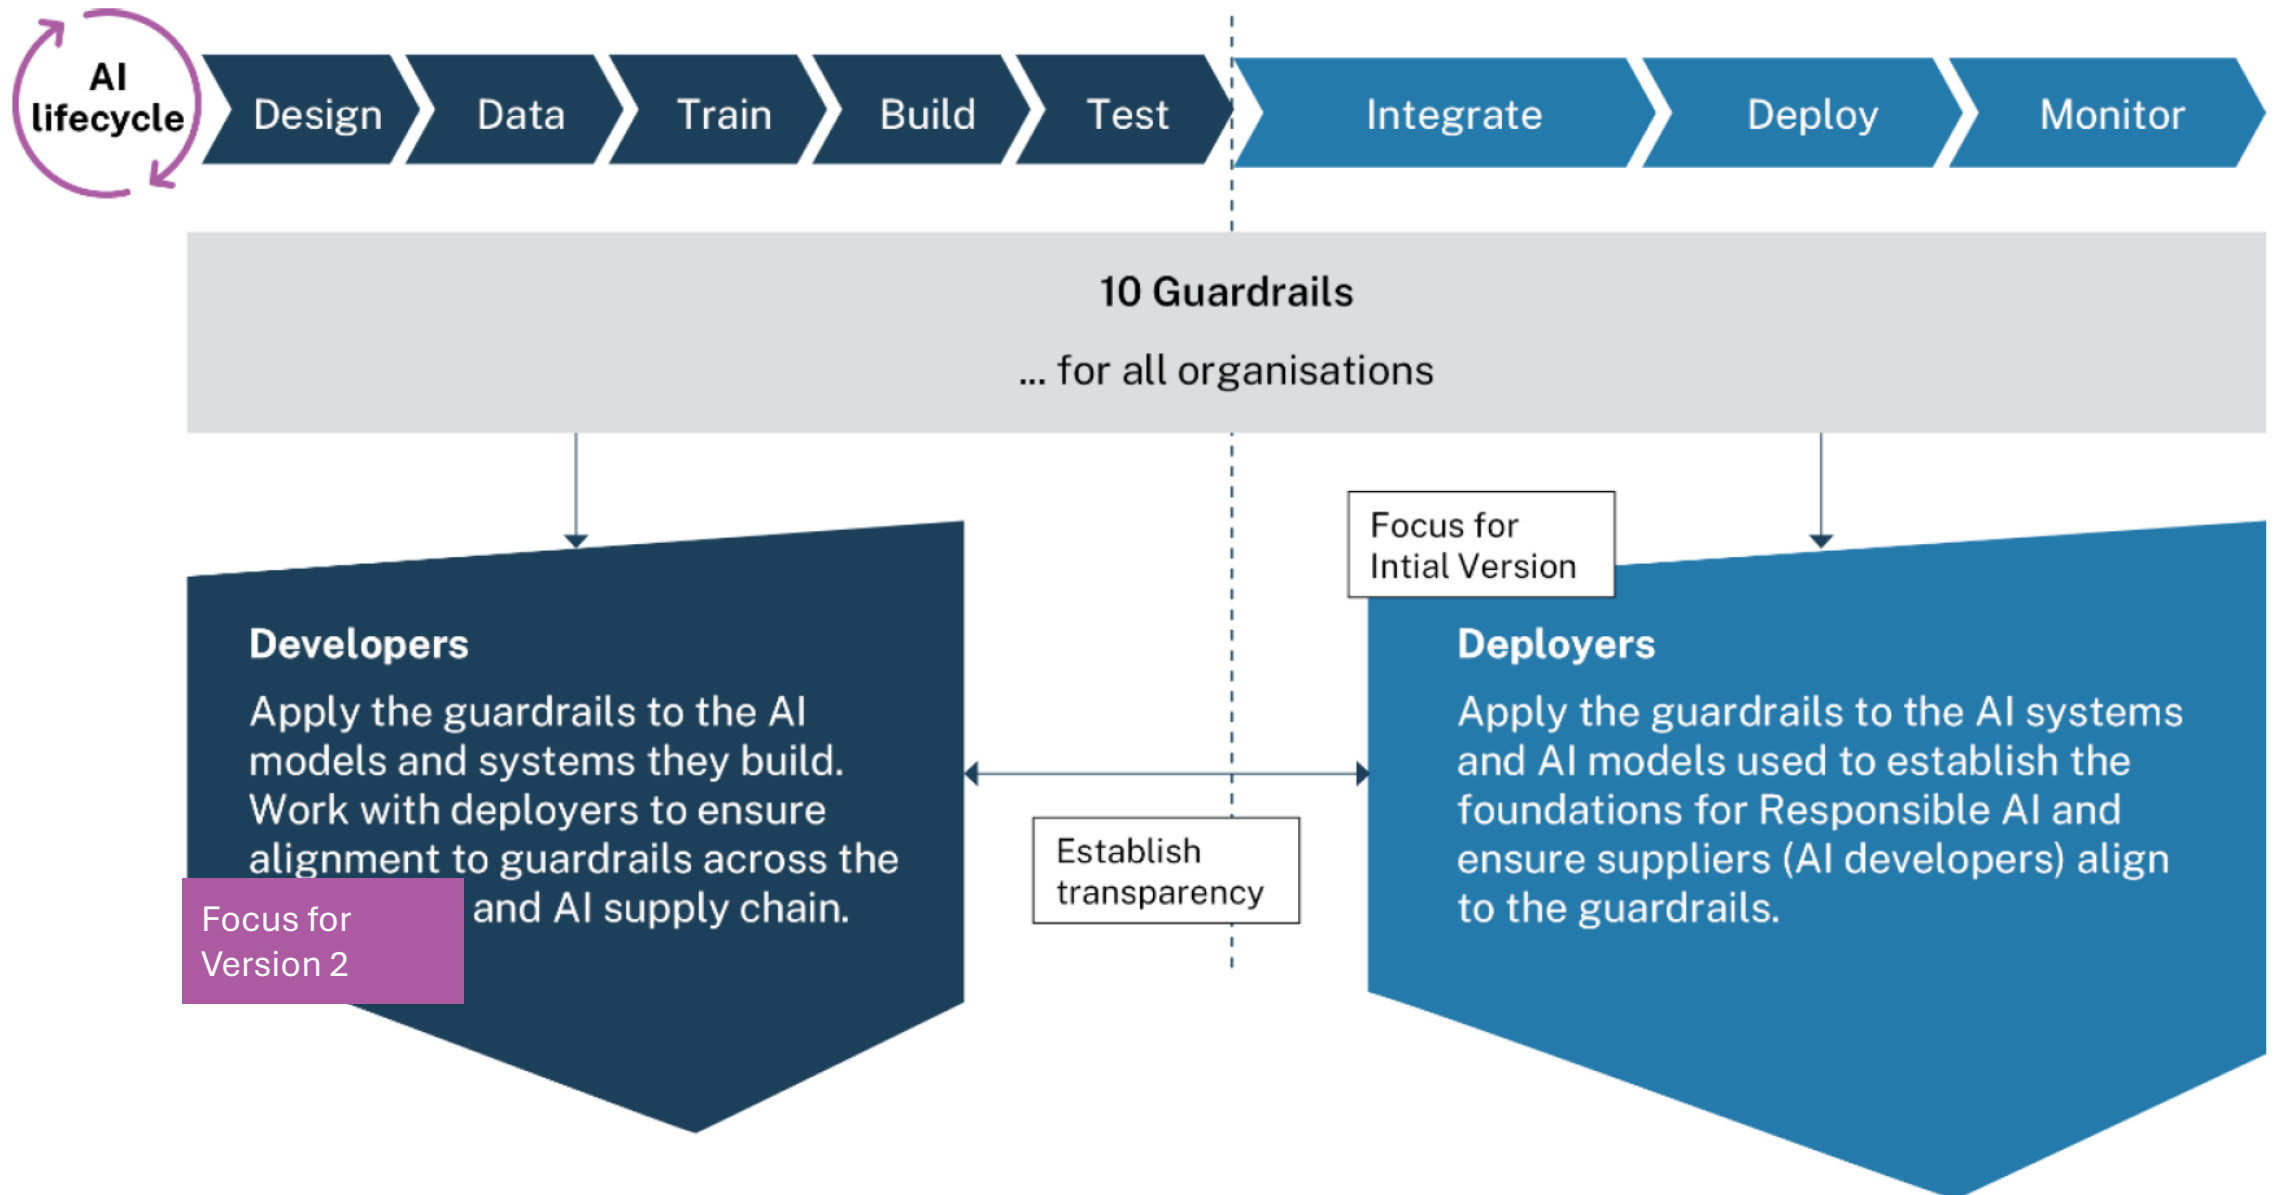 AI
lifecycle
Design
Data
Train
Build
Test
Integrate
Deploy
Monitor
10 Guardrails
... for all organisations
Focus for
Intial Version
Developers
Apply the guardrails to the AI
models and systems they build.
Work with deployers to ensure
alignment to guardrails across the
and AI supply chain.
Focus for
Version 2
Establish
transparency
Deployers
Apply the guardrails to the AI systems
and AI models used to establish the
foundations for Responsible AI and
ensure suppliers (AI developers) align
to the guardrails.